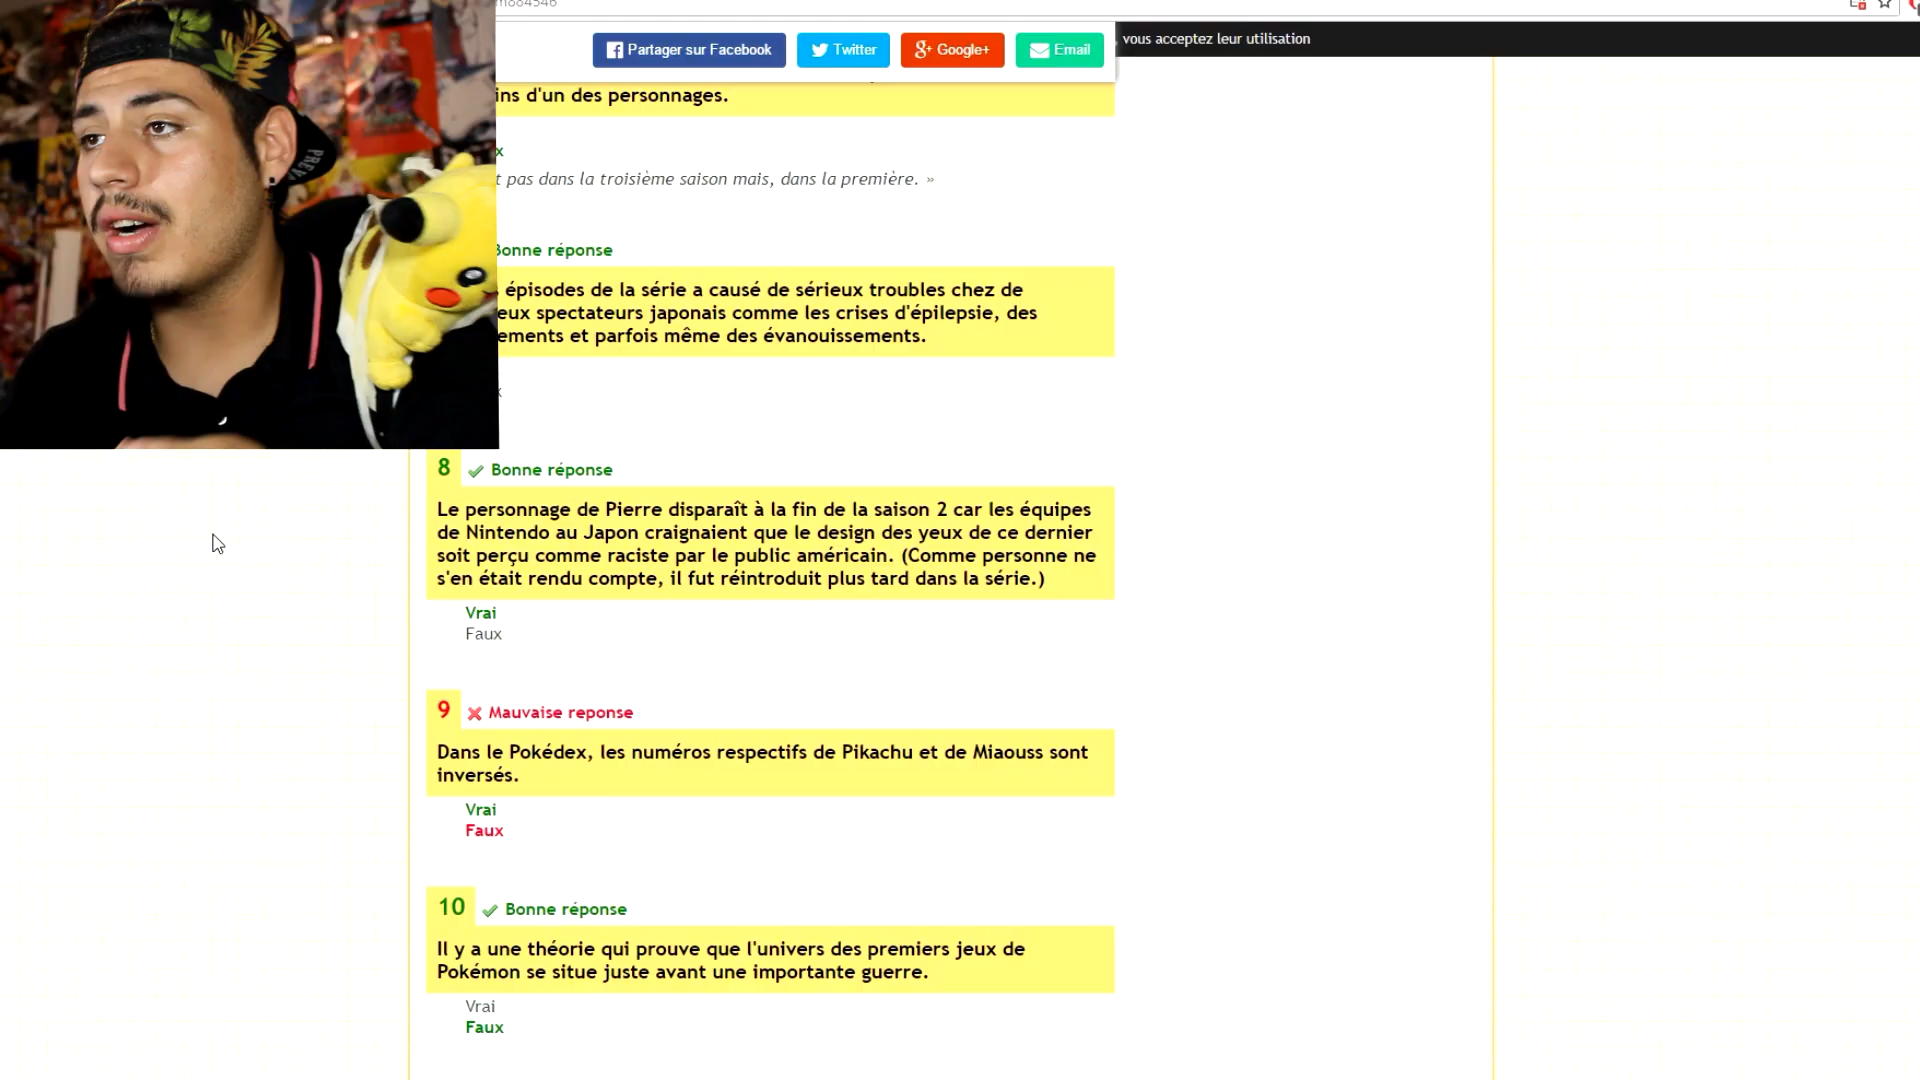 Partager sur Facebook Twitter Google+ Email
vous acceptez leur utilisation
ins d'un des personnages.
x
t pas dans la troisième saison mais, dans la première. »
Bonne réponse
épisodes de la série a causé de sérieux troubles chez de
eux spectateurs japonais comme les crises d'épilepsie, des
ements et parfois même des évanouissements.
x
8 Bonne réponse
Le personnage de Pierre disparaît à la fin de la saison 2 car les équipes
de Nintendo au Japon craignaient que le design des yeux de ce dernier
soit perçu comme raciste par le public américain. (Comme personne ne
s'en était rendu compte, il fut réintroduit plus tard dans la série.)
Vrai
Faux
9 Mauvaise reponse
Dans le Pokédex, les numéros respectifs de Pikachu et de Miaouss sont
inversés.
Vrai
Faux
10 Bonne réponse
Il y a une théorie qui prouve que l'univers des premiers jeux de
Pokémon se situe juste avant une importante guerre.
Vrai
Faux